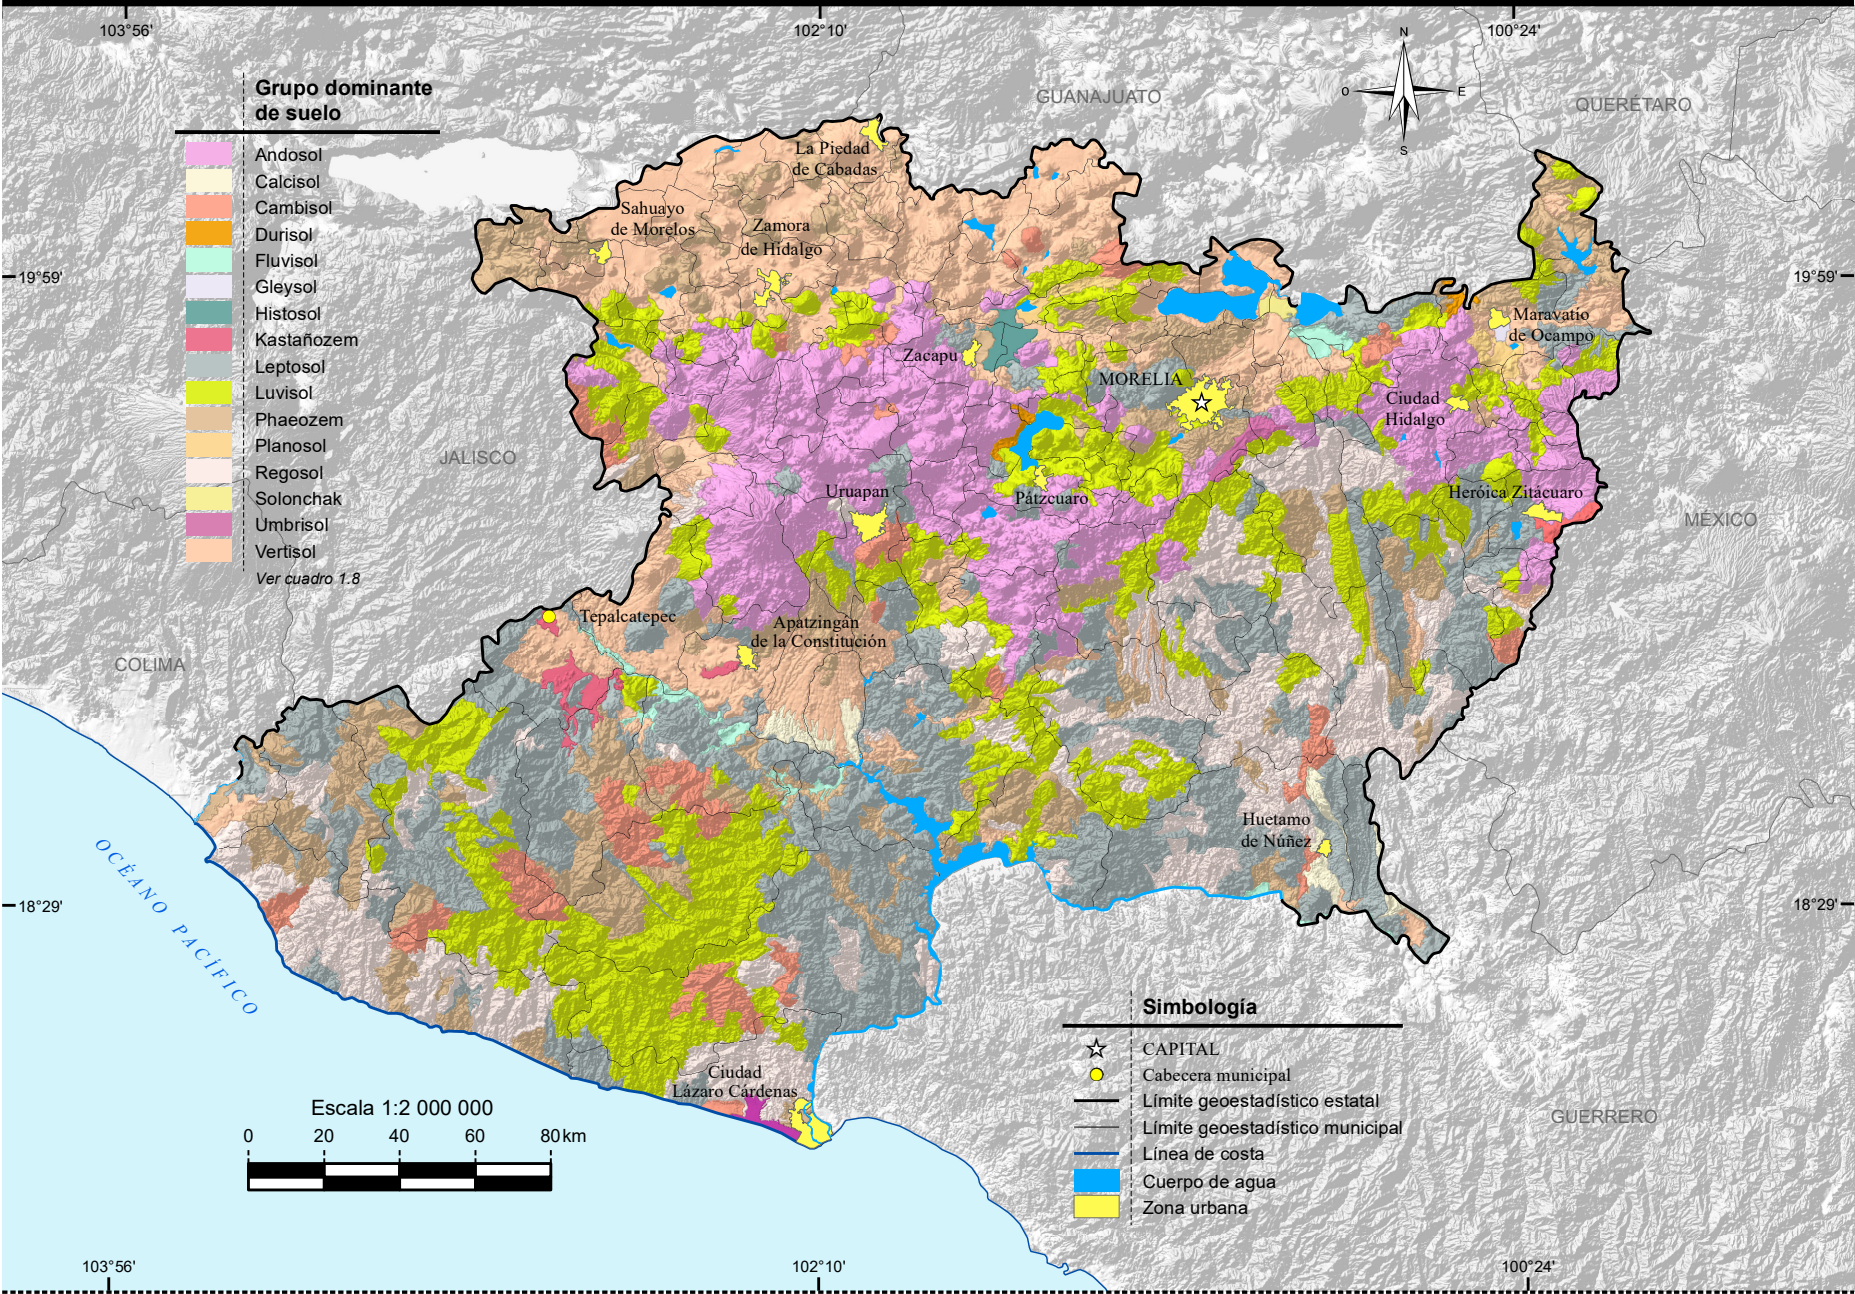 103°56'
102°10'
100°24'
N
O
E
S
GUANAJUATO
QUERÉTARO
Grupo dominante
de suelo
Andosol
Calcisol
Cambisol
Durisol
Fluvisol
Gleysol
Histosol
Kastañozem
Leptosol
Luvisol
Phaeozem
Planosol
Regosol
Solonchak
Umbrisol
Vertisol
Ver cuadro 1.8
La Piedad
de Cabadas
Sahuayo
de Morelos
Zamora
de Hidalgo
19°59'
19°59'
Maravatío
de Ocampo
Zacapu
MORELIA
Ciudad
Hidalgo
JALISCO
Uruapan
Pátzcuaro
Heróica Zitácuaro
MÉXICO
Tepalcatepec
Apatzingán
de la Constitución
COLIMA
Huetamo
de Núñez
OCÉANO PACÍFICO
18°29'
18°29'
Ciudad
Lázaro Cárdenas
Simbología
CAPITAL
Cabecera municipal
Límite geoestadístico estatal
Límite geoestadístico municipal
Línea de costa
Cuerpo de agua
Zona urbana
GUERRERO
Escala 1:2 000 000
0 20 40 60 80 km
103°56'
102°10'
100°24'